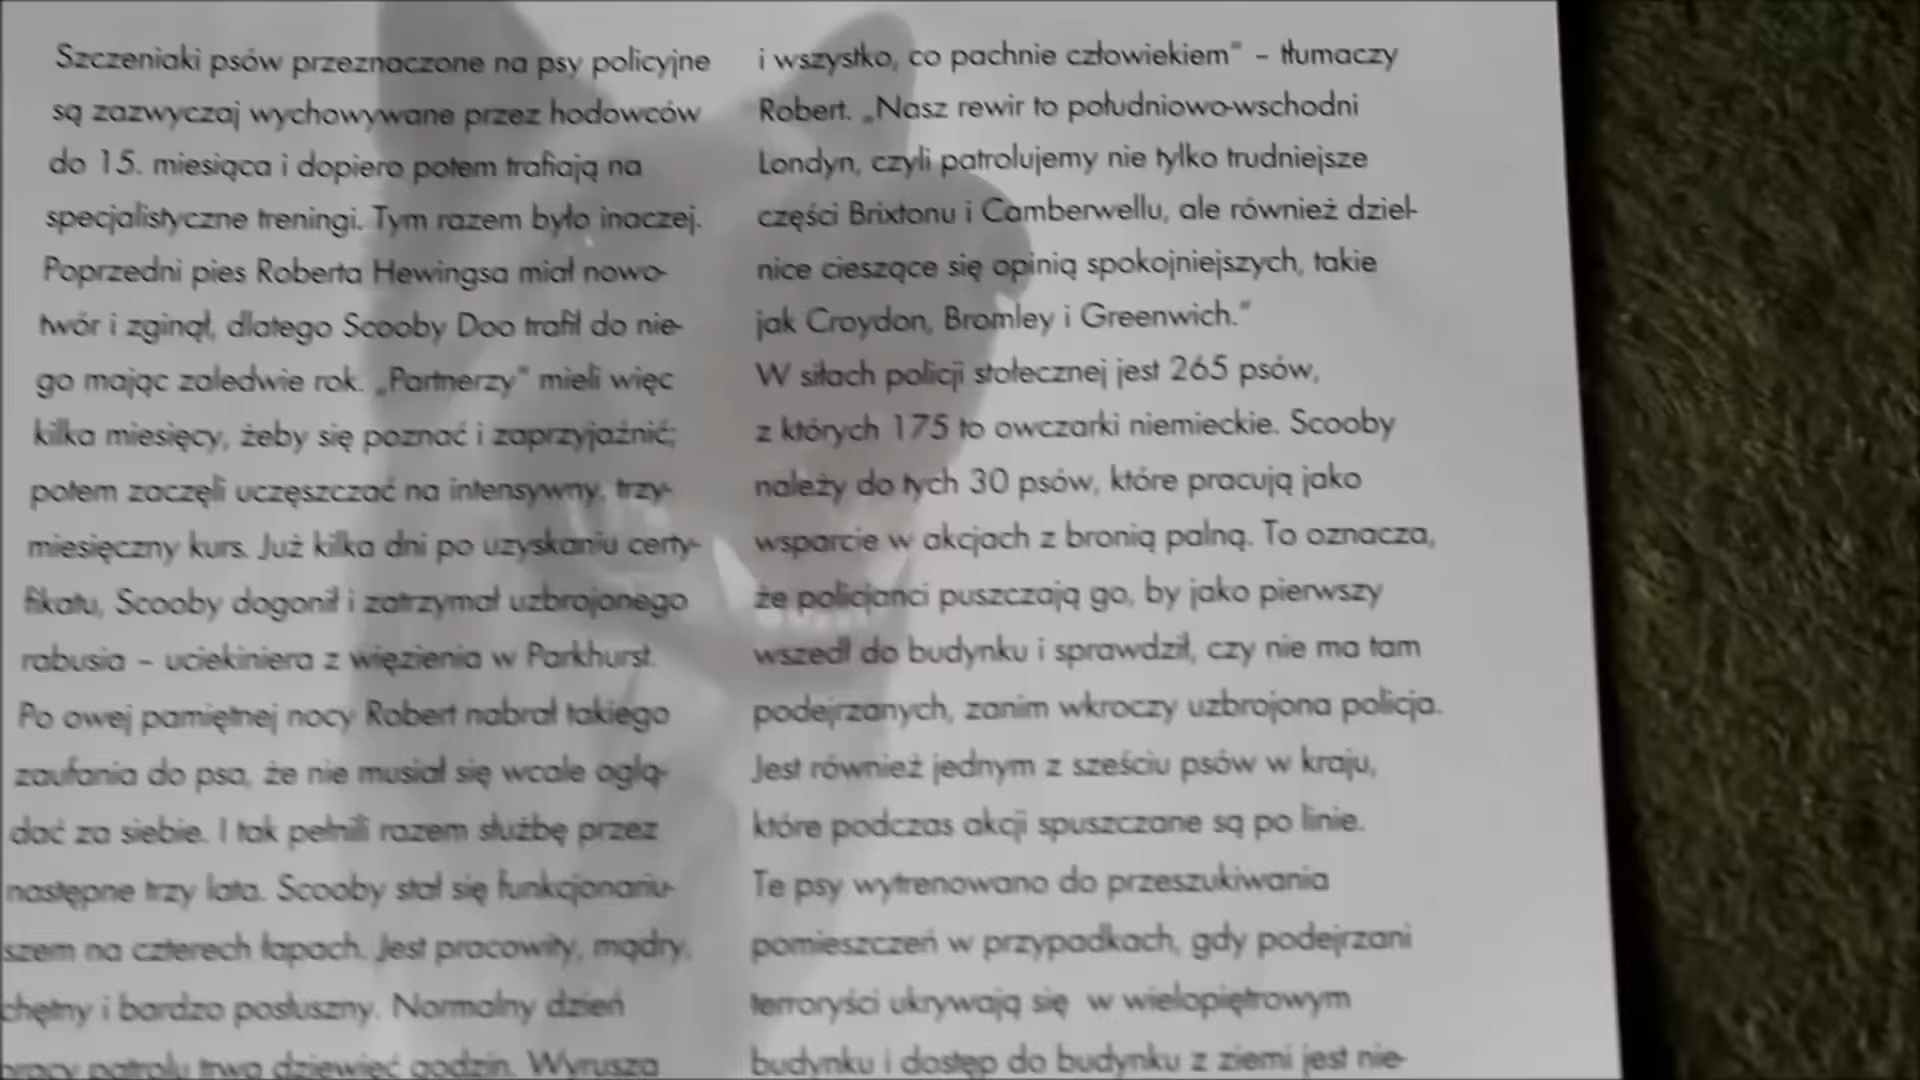 Szczeniaki psów przeznaczone na psy policyjne
są zazwyczaj wychowywane przez hodowców
do 15. miesiąca i dopiero potem trafiają na
specjalistyczne treningi. Tym razem było inaczej.
Poprzedni pies Roberta Hewingsa miał nowo-
twór i zginął, dlatego Scooby Doo trafił do nie-
go mając zaledwie rok. „Partnerzy" mieli więc
kilka miesięcy, żeby się poznać i zaprzyjaźnić;
potem zaczęli uczęszczać na intensywny, trzy-
miesięczny kurs. Już kilka dni po uzyskaniu certy-
fikatu, Scooby dogonił i zatrzymał uzbrojonego
rabusia – uciekiniera z więzienia w Parkhurst.
Po owej pamiętnej nocy Robert nabrał takiego
zaufania do psa, że nie musiał się wcale oglą-
dać za siebie. I tak pełnili razem służbę przez
następne trzy lata. Scooby stał się funkcjonariu-
szem na czterech łapach. Jest pracowity, mądry,
chętny i bardzo posłuszny. Normalny dzień
pracy patrolu trwa dziewięć godzin. Wyrusza
i wszystko, co pachnie człowiekiem" – tłumaczy
Robert. „Nasz rewir to południowo-wschodni
Londyn, czyli patrolujemy nie tylko trudniejsze
części Brixtonu i Camberwellu, ale również dziel-
nice cieszące się opinią spokojniejszych, takie
jak Croydon, Bromley i Greenwich."
W siłach policji stołecznej jest 265 psów,
z których 175 to owczarki niemieckie. Scooby
należy do tych 30 psów, które pracują jako
wsparcie w akcjach z bronią palną. To oznacza,
że policjanci puszczają go, by jako pierwszy
wszedł do budynku i sprawdził, czy nie ma tam
podejrzanych, zanim wkroczy uzbrojona policja.
Jest również jednym z sześciu psów w kraju,
które podczas akcji spuszczane są po linie.
Te psy wytrenowano do przeszukiwania
pomieszczeń w przypadkach, gdy podejrzani
terroryści ukrywają się w wielopiętrowym
budynku i dostęp do budynku z ziemi jest nie-